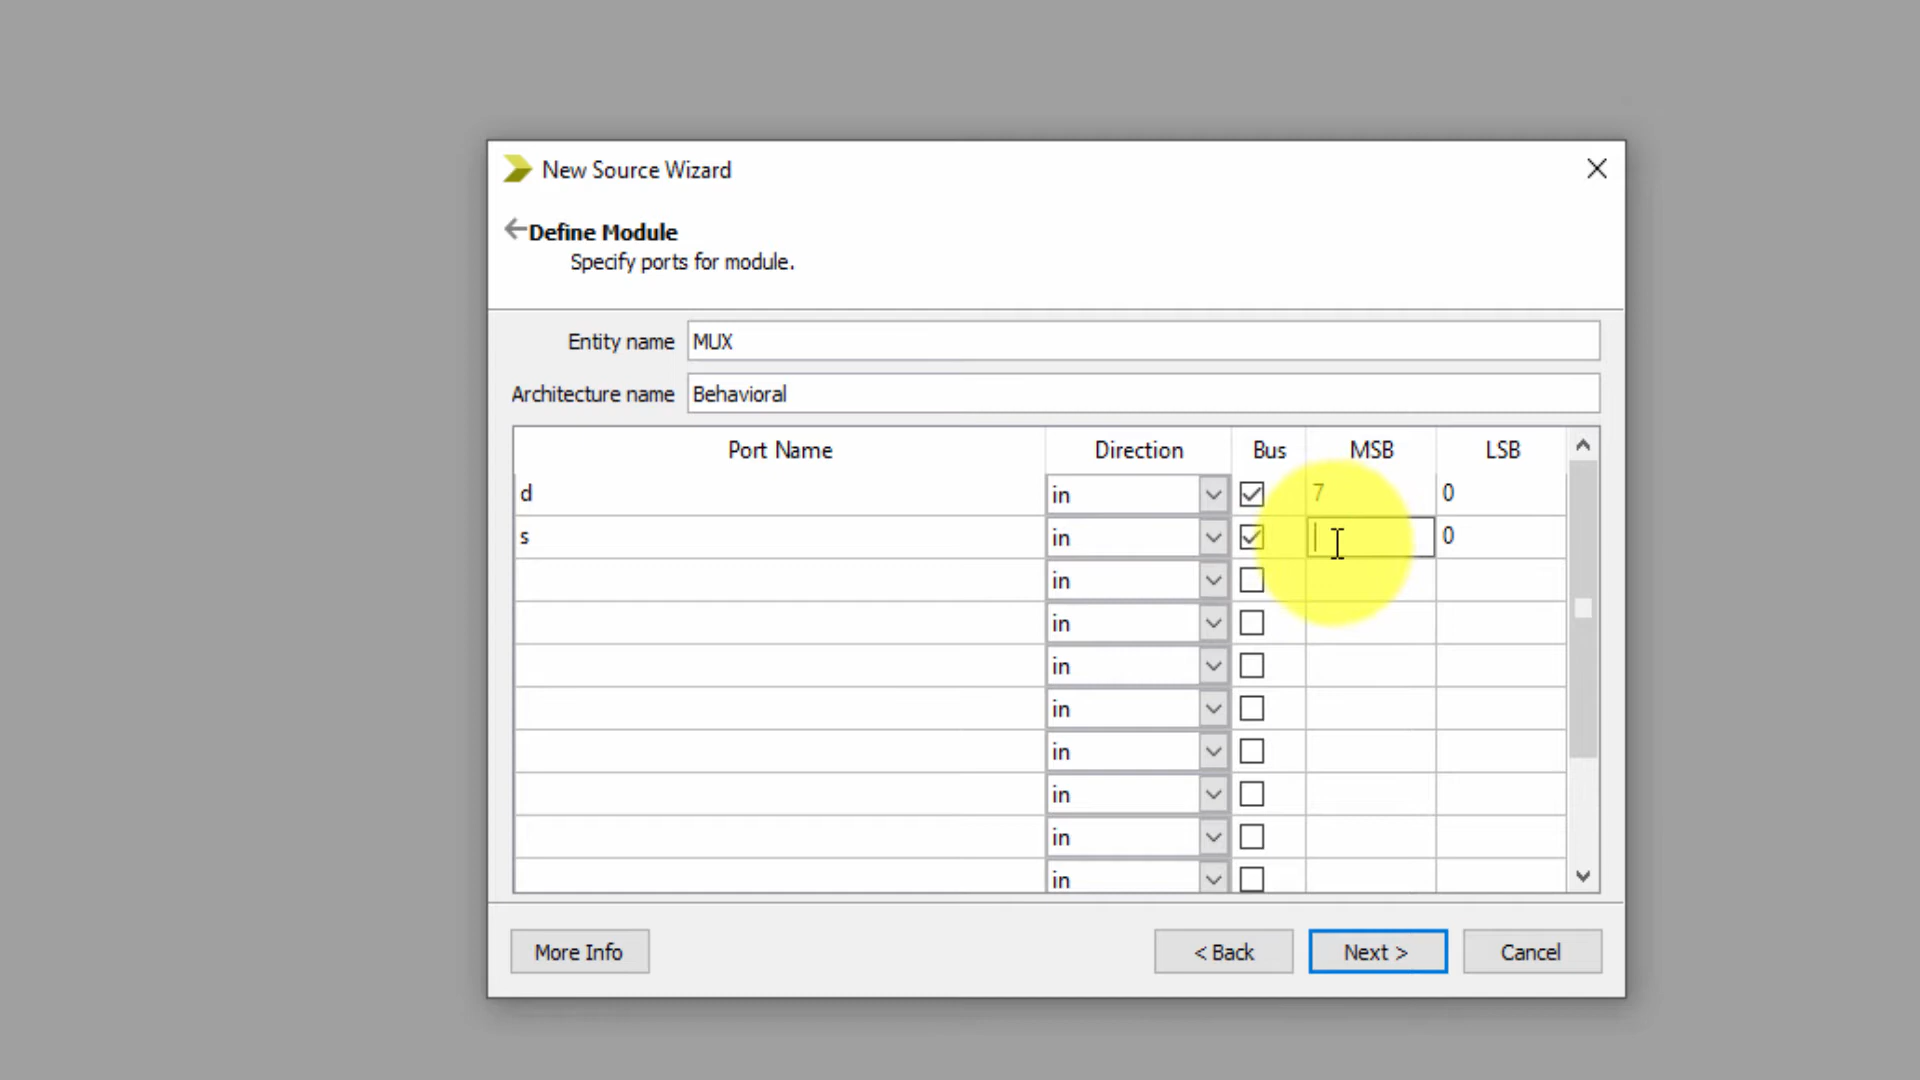 New Source Wizard
Define Module
Specify ports for module.
Entity name MUX
Architecture name Behavioral
Port Name Direction Bus MSB LSB
d in 7 0
s in 0
in
in
in
in
in
in
in
in
More Info < Back Next > Cancel